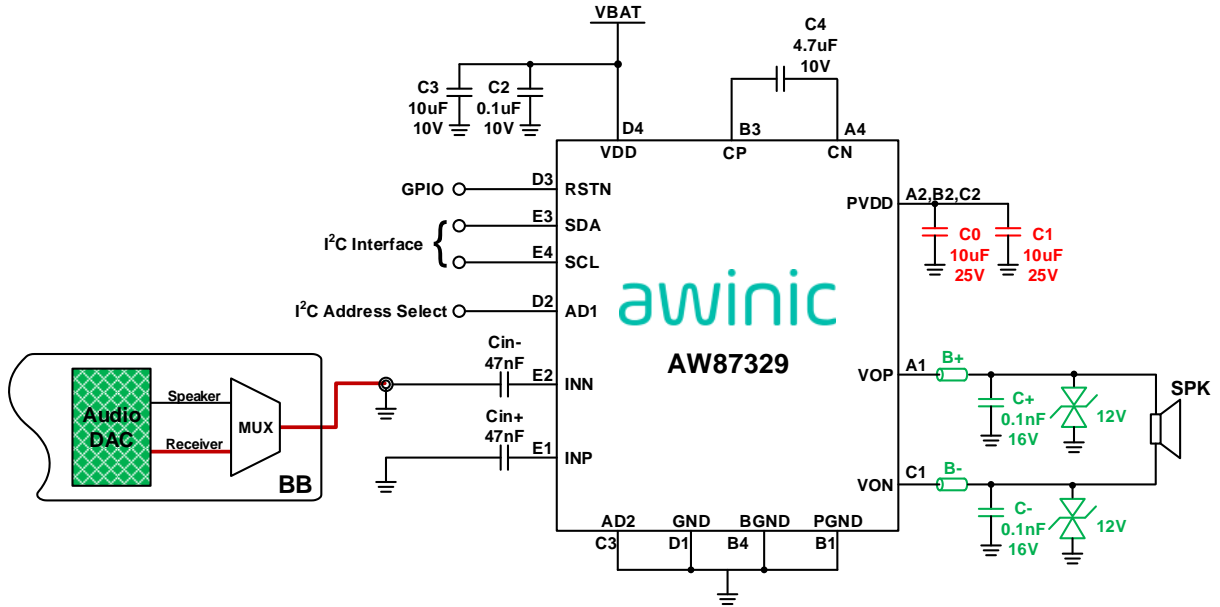 VBAT
C3
10uF
10V
C2
0.1uF
10V
C4
4.7uF
10V
D4
B3
A4
VDD
CP
CN
GPIO
D3
RSTN
I²C Interface
{
E3
SDA
E4
SCL
I²C Address Select
D2
AD1
PVDD
A2,B2,C2
C0
10uF
25V
C1
10uF
25V
awinic
AW87329
Cin-
47nF
E2
INN
Cin+
47nF
E1
INP
Audio
DAC
Speaker
Receiver
MUX
BB
VOP
A1
B+
C+
0.1nF
16V
12V
SPK
VON
C1
B-
C-
0.1nF
16V
12V
AD2
GND
BGND
PGND
C3
D1
B4
B1